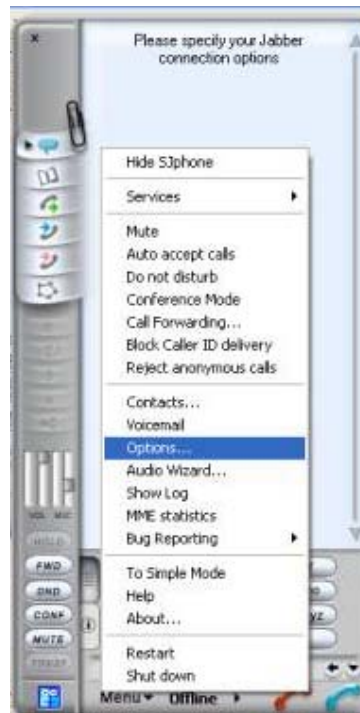 x
Please specify your Jabber
connection options
Hide SJphone
Services
Mute
Auto accept calls
Do not disturb
Conference Mode
Call Forwarding...
Block Caller ID delivery
Reject anonymous calls
Contacts...
Voicemail
Options...
Audio Wizard...
Show Log
MME statistics
Bug Reporting
To Simple Mode
Help
About...
Restart
Shut down
VOL MIC
HOLD
FWD
DND
CONF
MUTE
yz
Menu Offline